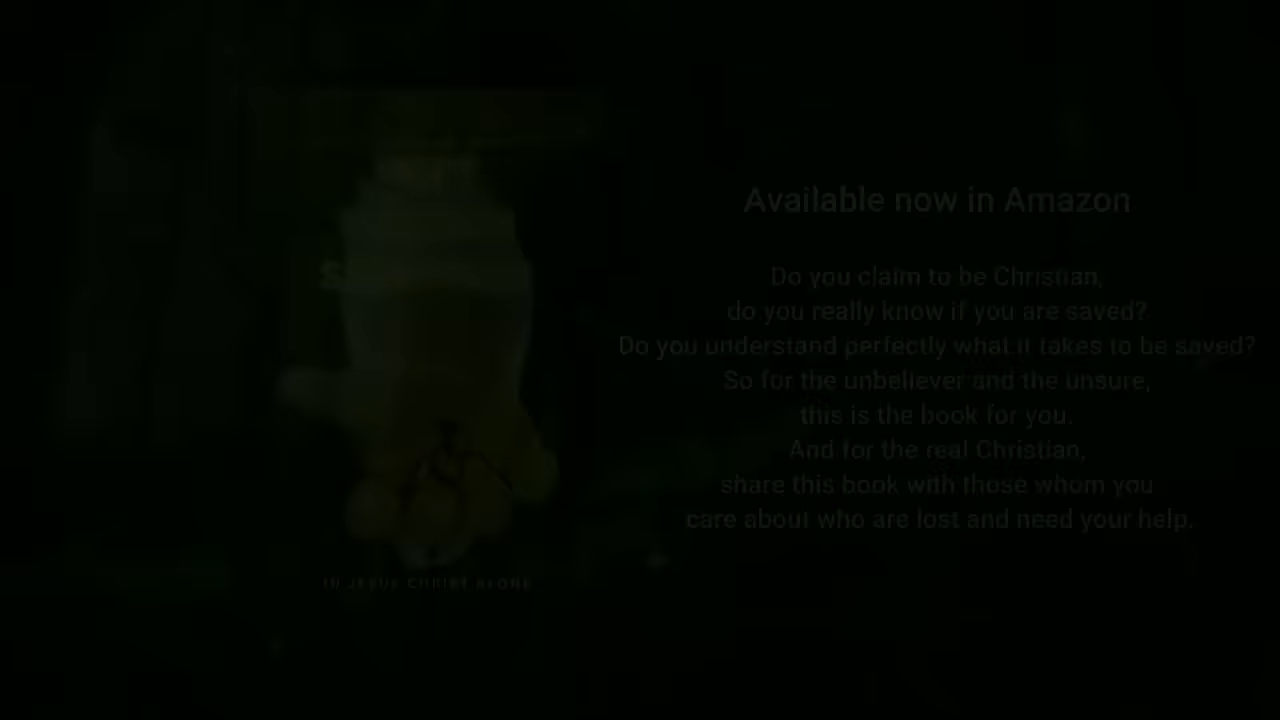 Available now in Amazon
Do you claim to be Christian,
do you really know if you are saved?
Do you understand perfectly what it takes to be saved?
So for the unbeliever and the unsure,
this is the book for you.
And for the real Christian,
share this book with those whom you
care about who are lost and need your help.
IN JESUS CHRIST ALONE